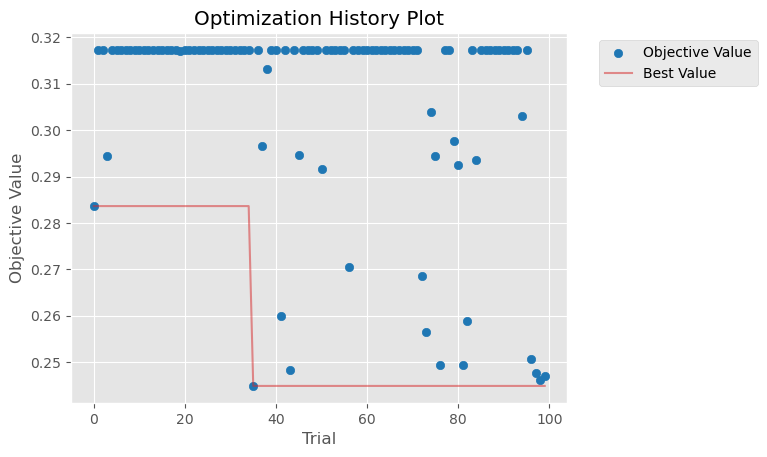 Optimization History Plot
Objective Value
Best Value
Objective Value
0.32
0.31
0.30
0.29
0.28
0.27
0.26
0.25
0 20 40 60 80 100
Trial